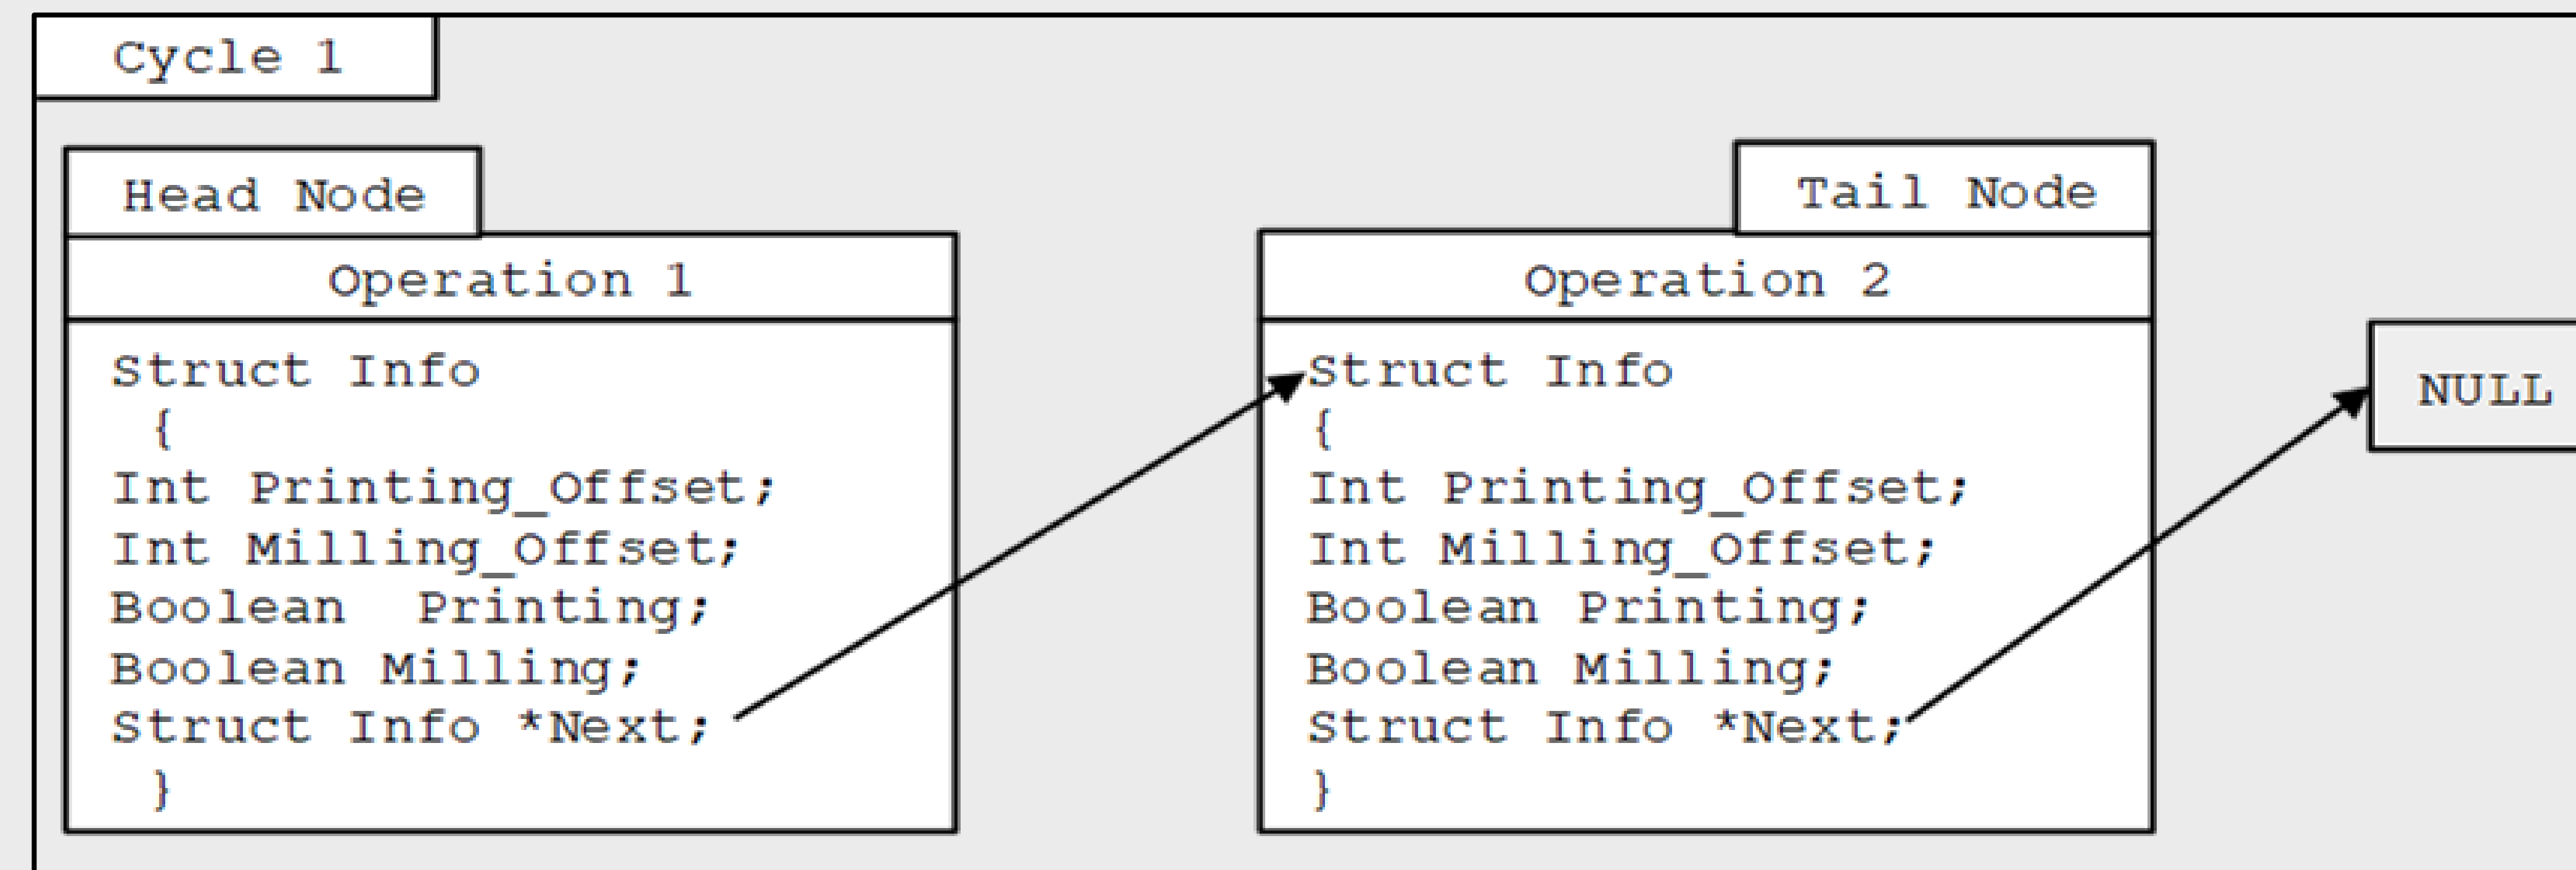 Cycle 1
Head Node
Operation 1
Struct Info
{
Int Printing_Offset;
Int Milling_Offset;
Boolean  Printing;
Boolean Milling;
Struct Info *Next;
}
Tail Node
Operation 2
Struct Info
{
Int Printing_Offset;
Int Milling_Offset;
Boolean Printing;
Boolean Milling;
Struct Info *Next;
}
NULL